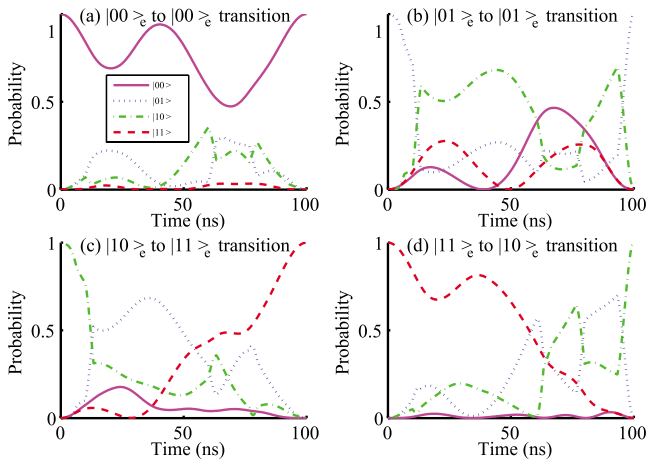 (a) |00>e to |00>e transition
(b) |01>e to |01>e transition
1
0.5
0
Probability
|00>
|01>
|10>
|11>
0 50 100
Time (ns)
1
0.5
0
Probability
0 50 100
Time (ns)
(c) |10>e to |11>e transition
(d) |11>e to |10>e transition
1
0.5
0
Probability
0 50 100
Time (ns)
1
0.5
0
Probability
0 50 100
Time (ns)